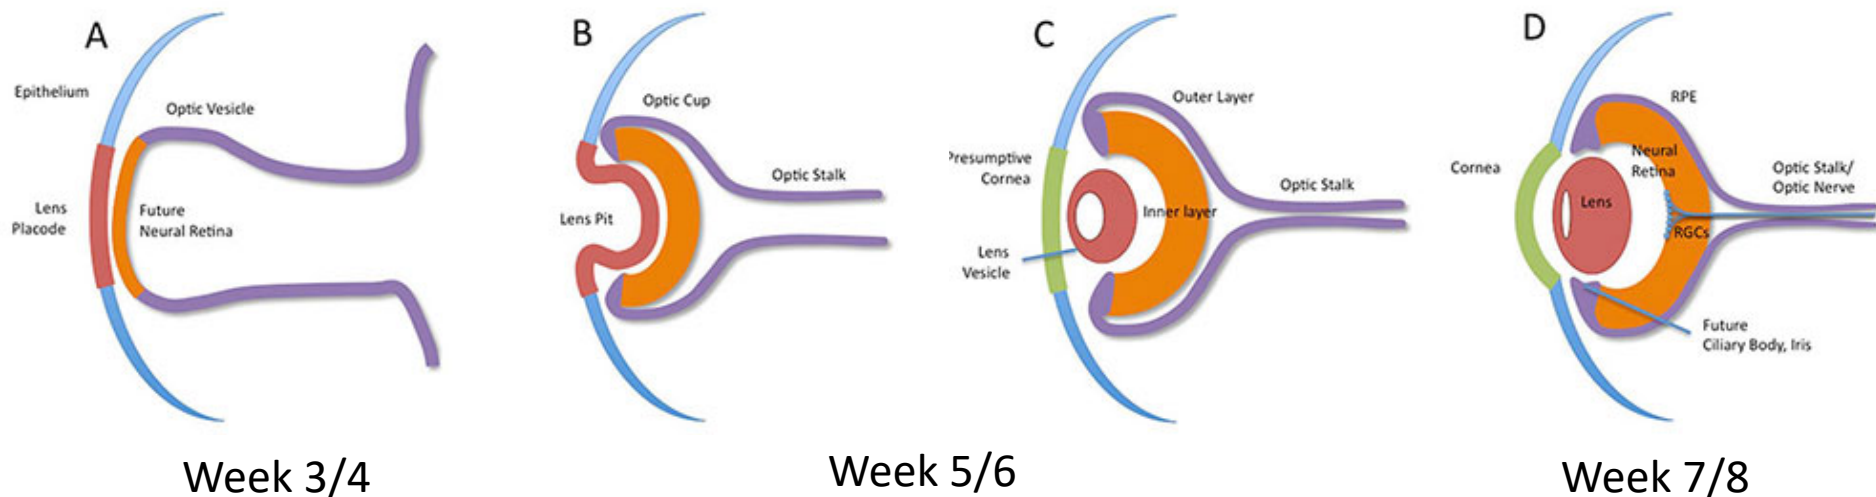 A
Epithelium
Optic Vesicle
Lens
Placode
Future
Neural Retina
B
Optic Cup
Optic Stalk
Lens Pit
C
Outer Layer
Presumptive
Cornea
Optic Stalk
Inner layer
Lens
Vesicle
D
RPE
Neural
Retina
Cornea
Optic Stalk/
Optic Nerve
Lens
RGCs
Future
Ciliary Body, Iris
Week 3/4
Week 5/6
Week 7/8